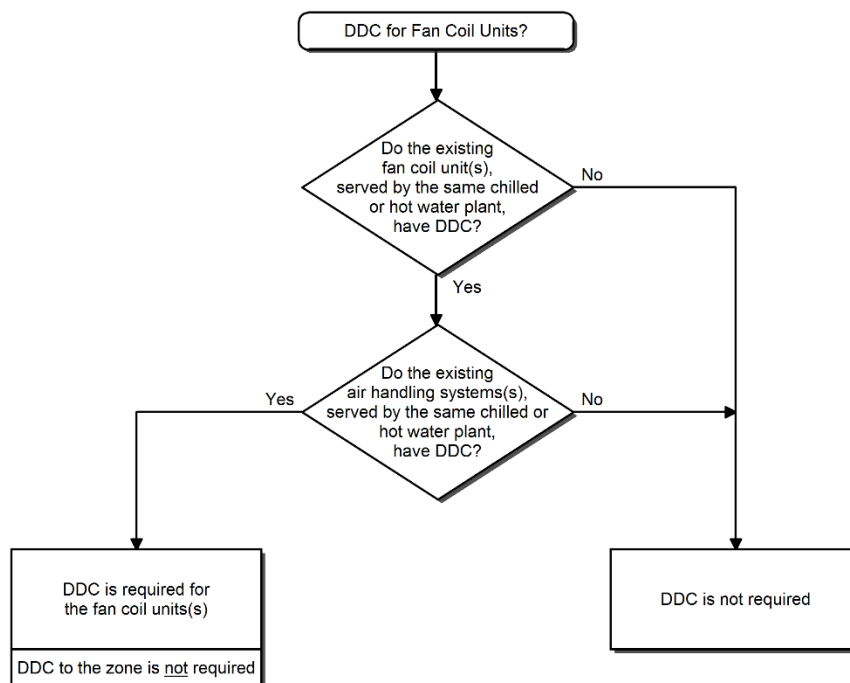 DDC for Fan Coil Units?
Do the existing
fan coil unit(s),
served by the same chilled
or hot water plant,
have DDC?
No
Yes
Do the existing
air handling systems(s),
served by the same chilled or
hot water plant,
have DDC?
Yes
No
DDC is required for
the fan coil units(s)
DDC to the zone is not required
DDC is not required